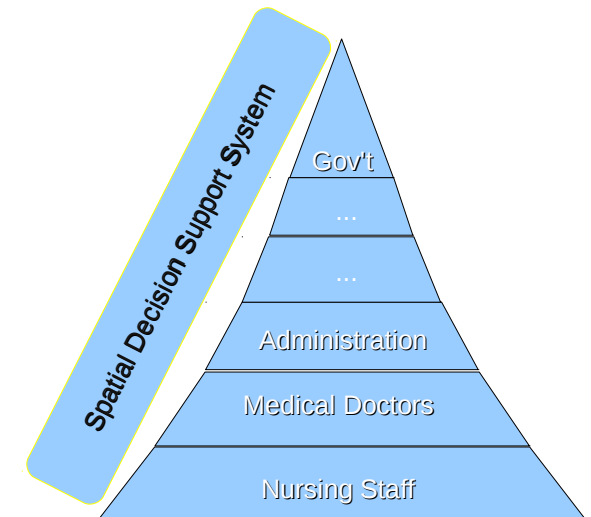 Spatial Decision Support System
Gov't
...
...
Administration
Medical Doctors
Nursing Staff